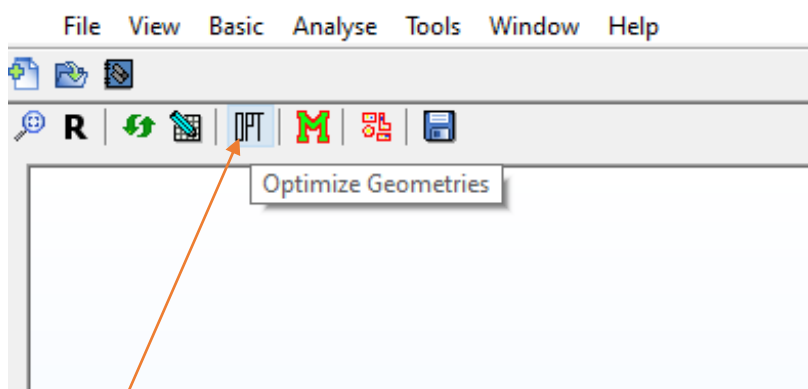 File View Basic Analyse Tools Window Help
R OPT M
Optimize Geometries